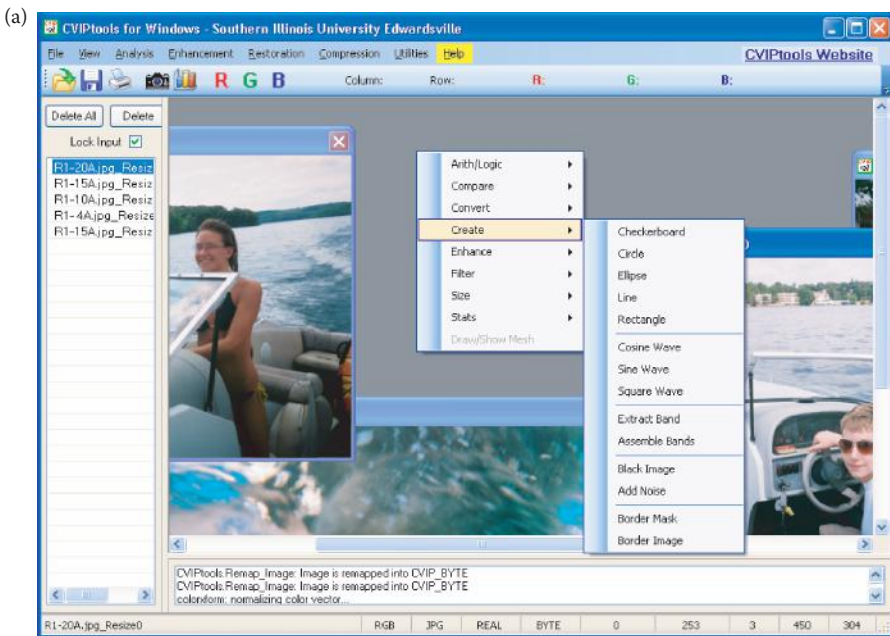 (a)
CVIPtools for Windows - Southern Illinois University Edwardsville
File View Analysis Enhancement Restoration Compression Utilities Help CVIPtools Website
R G B Column: Row: R: G: B:
Delete All Delete
Lock Input
R1-20A.jpg_Resiz
R1-15A.jpg_Resiz
R1-10A.jpg_Resiz
R1-4A.jpg_Resize
R1-15A.jpg_Resiz
Arith/Logic
Compare
Convert
Create
Enhance
Filter
Size
Stats
Draw/Show Mesh
Checkerboard
Circle
Ellipse
Line
Rectangle
Cosine Wave
Sine Wave
Square Wave
Extract Band
Assemble Bands
Black Image
Add Noise
Border Mask
Border Image
CVIPtools.Remap_Image: Image is remapped into CVIP_BYTE
CVIPtools.Remap_Image: Image is remapped into CVIP_BYTE
colorxform: normalizing color vector...
R1-20A.jpg_Resize0 RGB JPG REAL BYTE 0 253 3 450 304